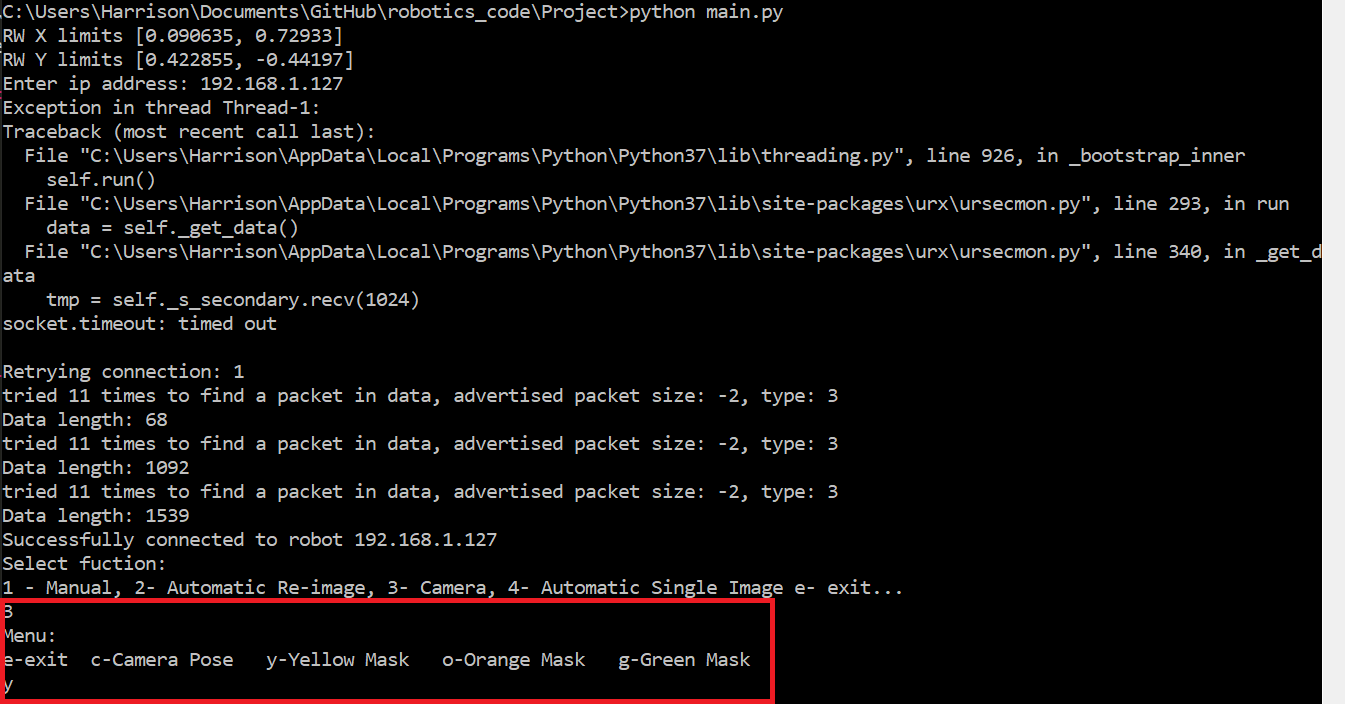 C:\Users\Harrison\Documents\GitHub\robotics_code\Project>python main.py
RW X limits [0.090635, 0.72933]
RW Y limits [0.422855, -0.44197]
Enter ip address: 192.168.1.127
Exception in thread Thread-1:
Traceback (most recent call last):
  File "C:\Users\Harrison\AppData\Local\Programs\Python\Python37\lib\threading.py", line 926, in _bootstrap_inner
    self.run()
  File "C:\Users\Harrison\AppData\Local\Programs\Python\Python37\lib\site-packages\urx\ursecmon.py", line 293, in run
    data = self._get_data()
  File "C:\Users\Harrison\AppData\Local\Programs\Python\Python37\lib\site-packages\urx\ursecmon.py", line 340, in _get_d
ata
    tmp = self._s_secondary.recv(1024)
socket.timeout: timed out
Retrying connection: 1
tried 11 times to find a packet in data, advertised packet size: -2, type: 3
Data length: 68
tried 11 times to find a packet in data, advertised packet size: -2, type: 3
Data length: 1092
tried 11 times to find a packet in data, advertised packet size: -2, type: 3
Data length: 1539
Successfully connected to robot 192.168.1.127
Select fuction:
1 - Manual, 2- Automatic Re-image, 3- Camera, 4- Automatic Single Image e- exit...
3
Menu:
e-exit  c-Camera Pose   y-Yellow Mask   o-Orange Mask   g-Green Mask
y